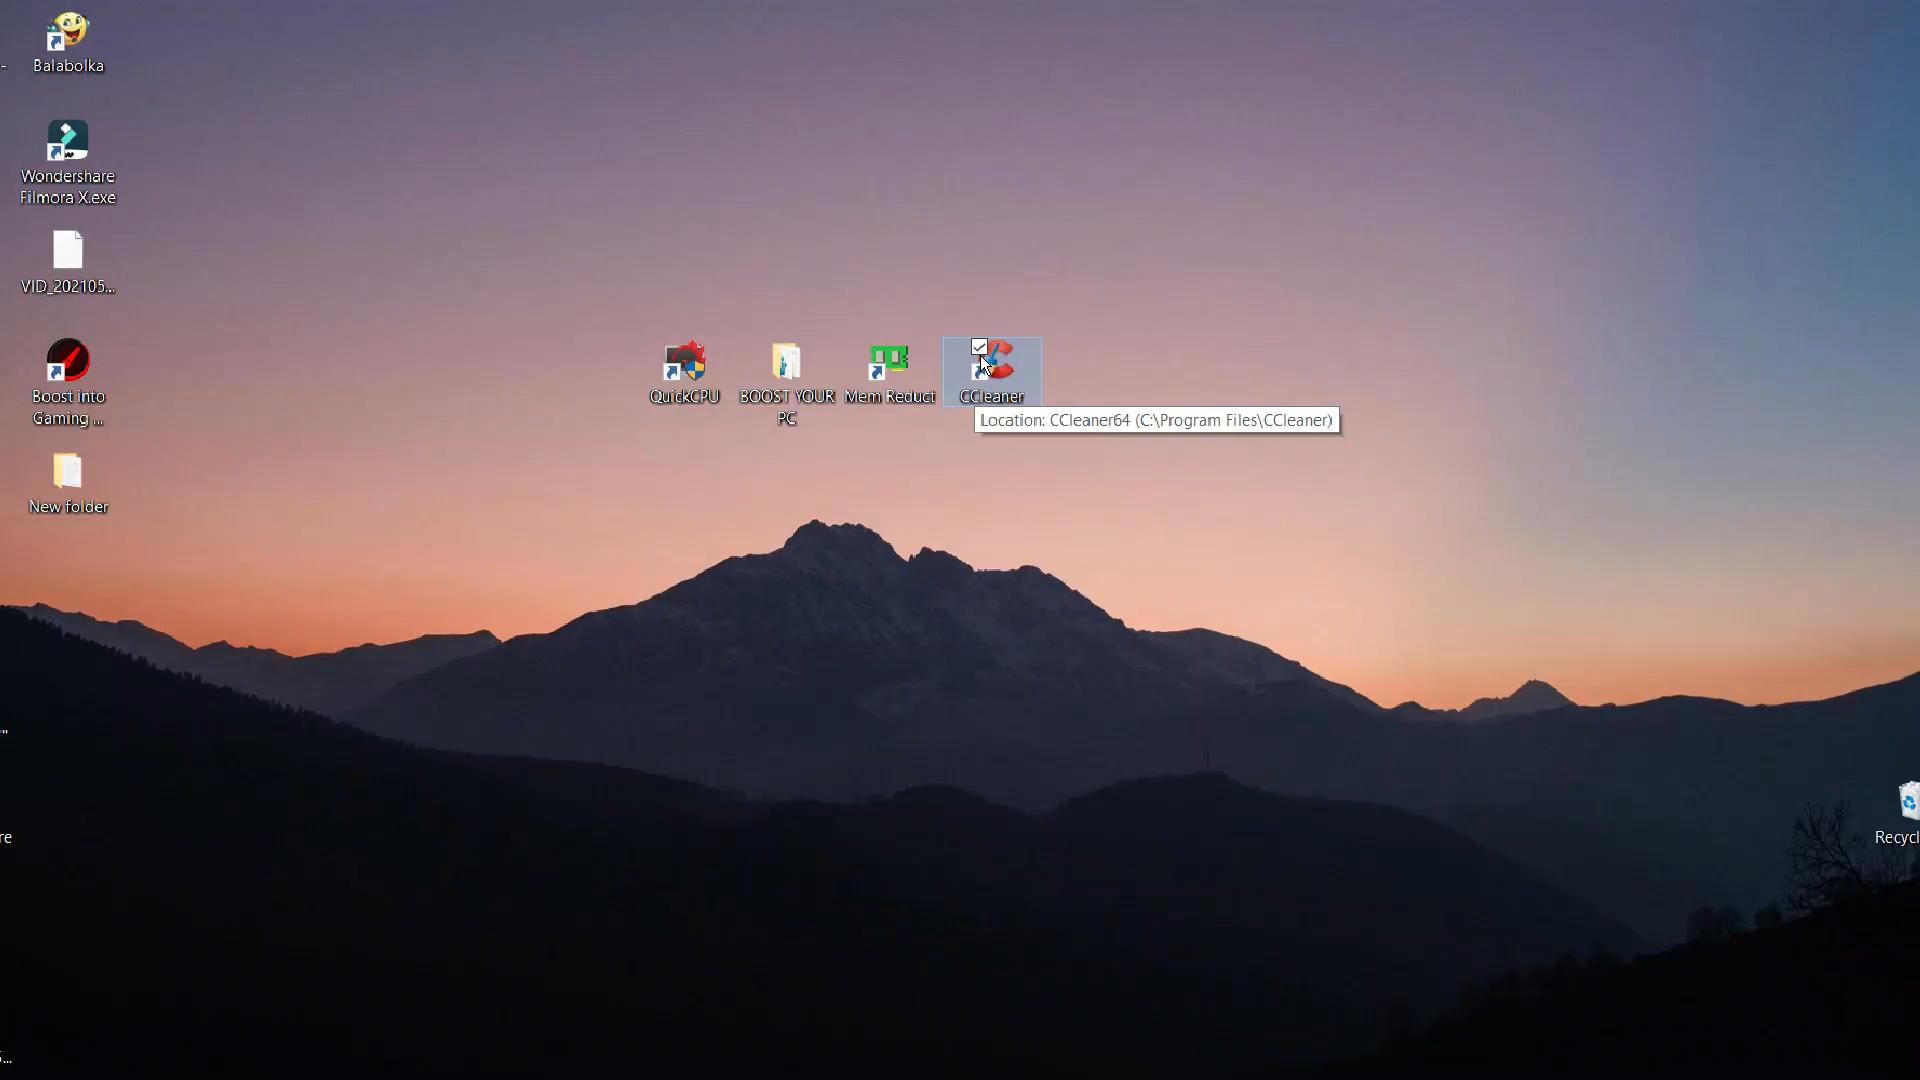 Balabolka
Wondershare
Filmora X.exe
VID_202105...
Boost into
Gaming ...
New folder
QuickCPU
BOOST YOUR
PC
Mem Reduct
CCleaner
Location: CCleaner64 (C:\Program Files\CCleaner)
re
Recycl